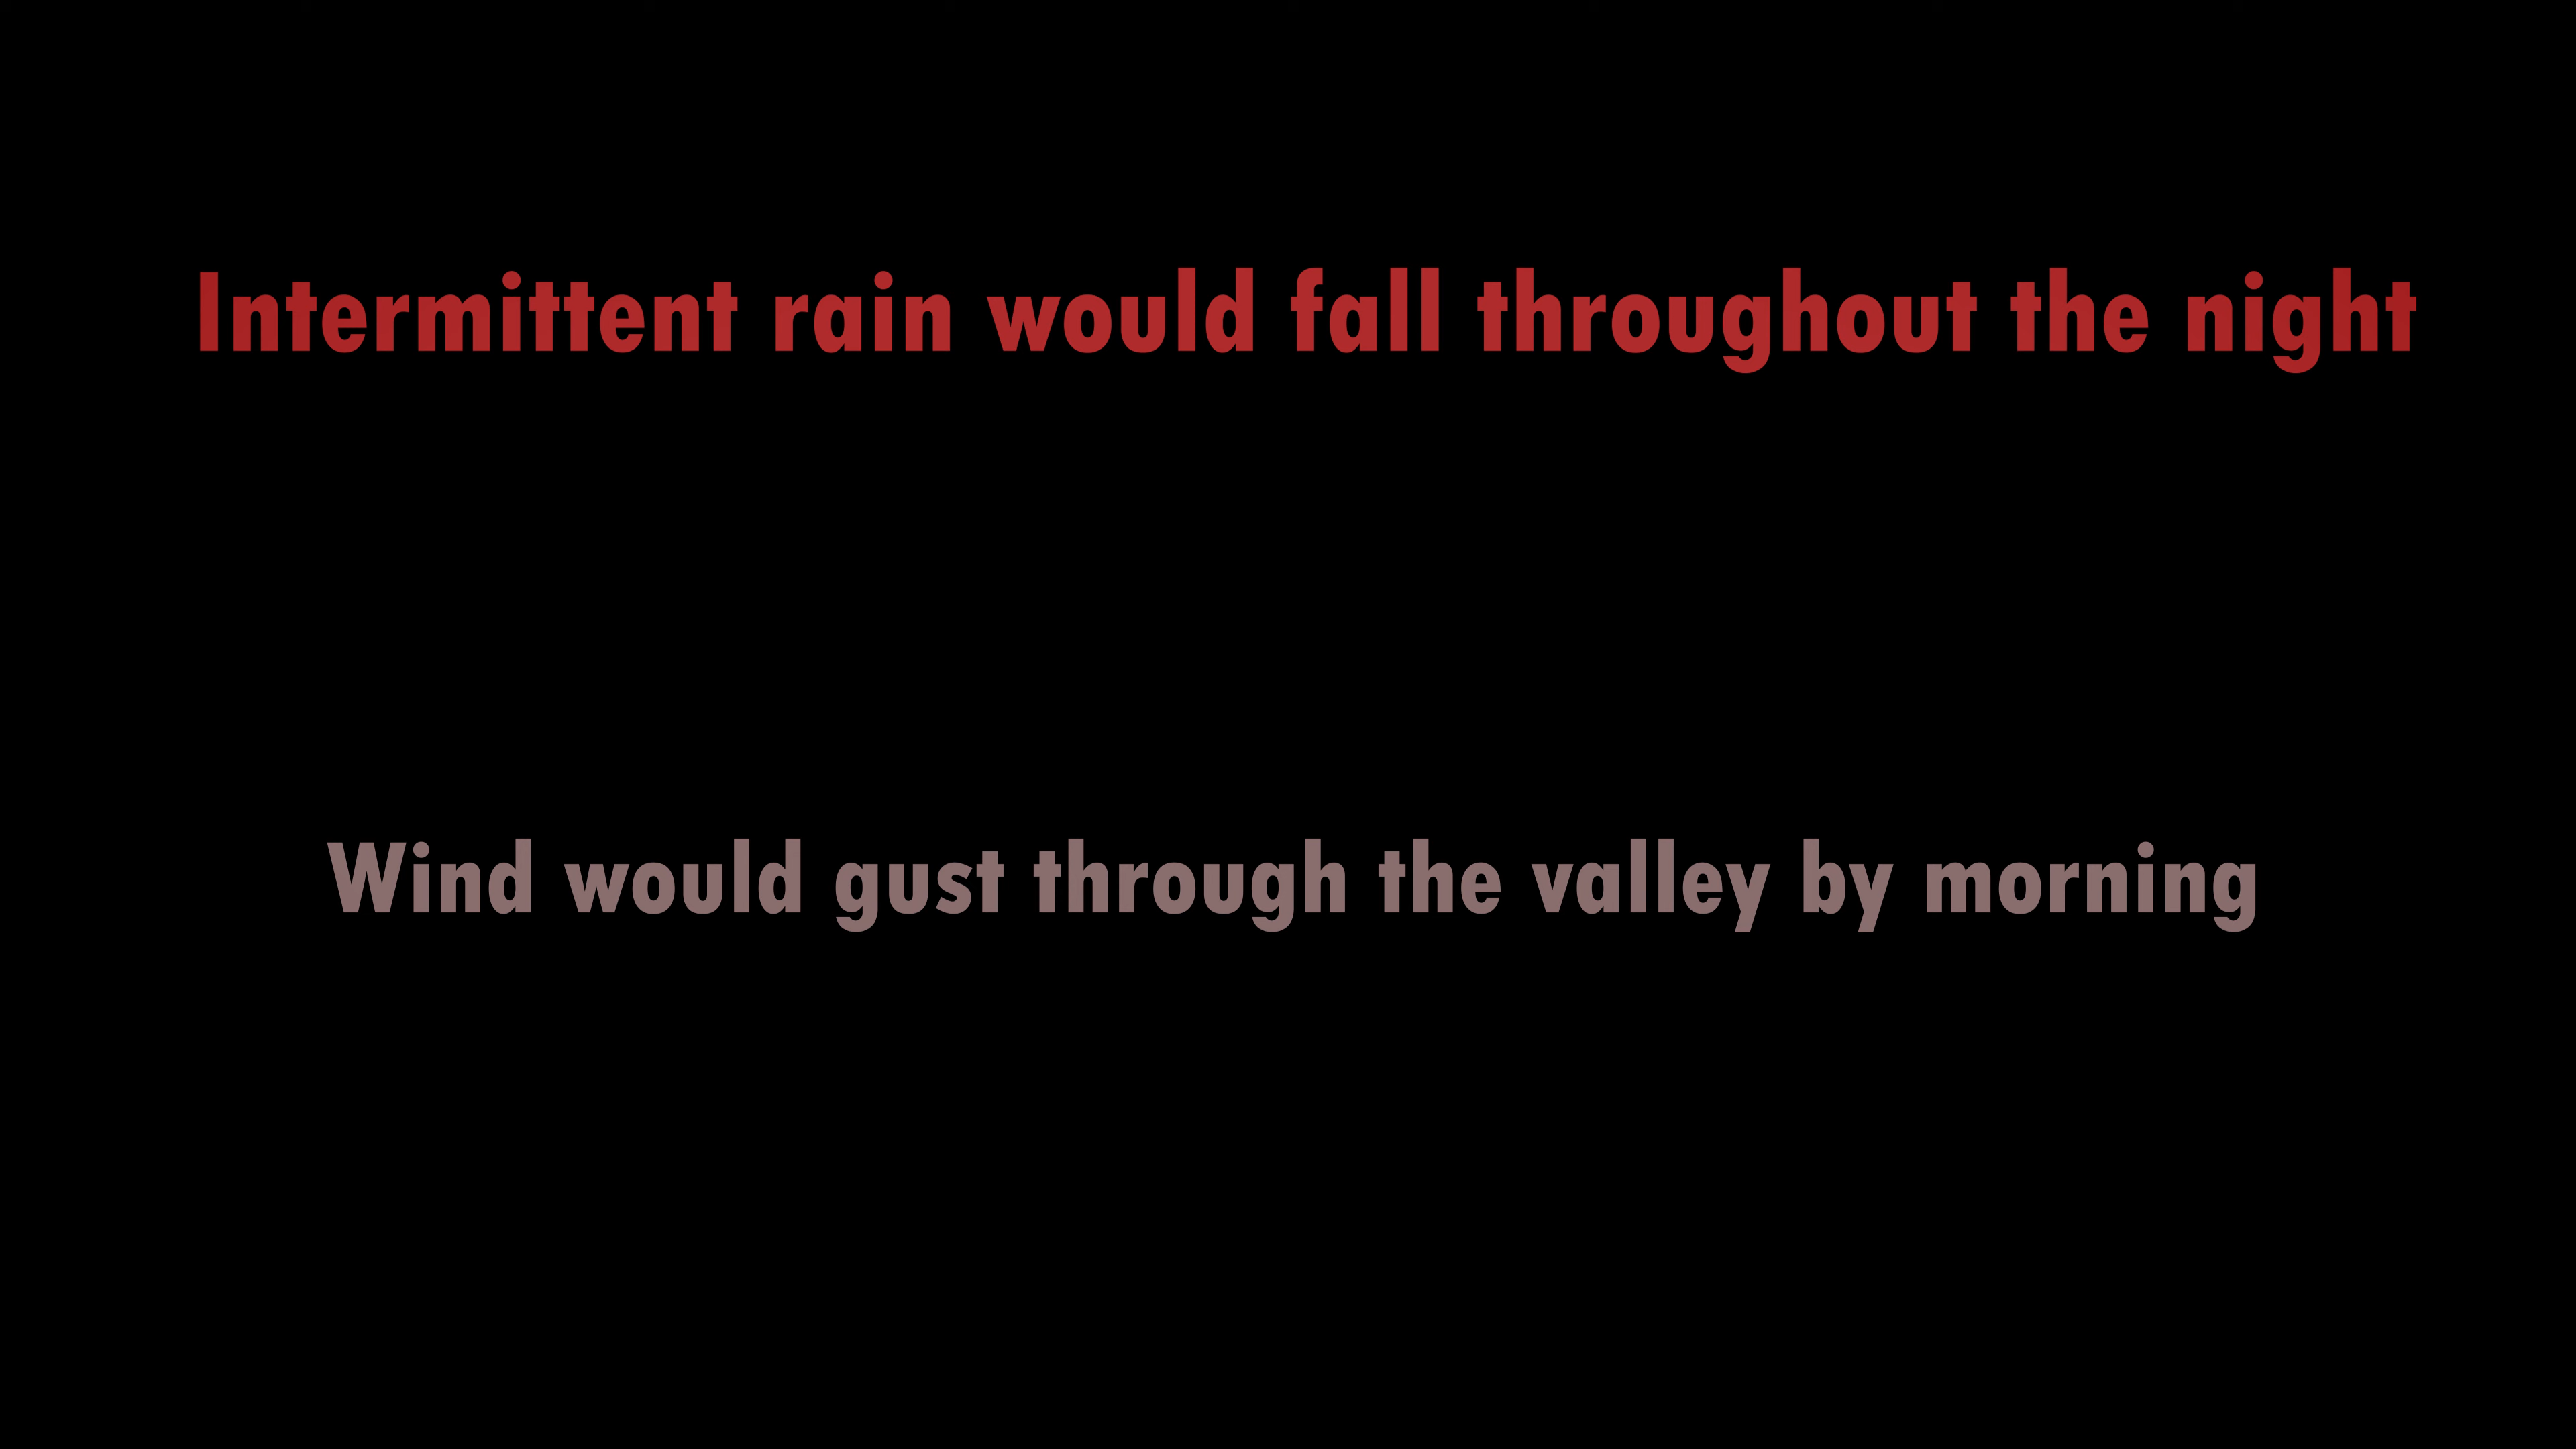 Intermittent rain would fall throughout the night
Wind would gust through the valley by morning